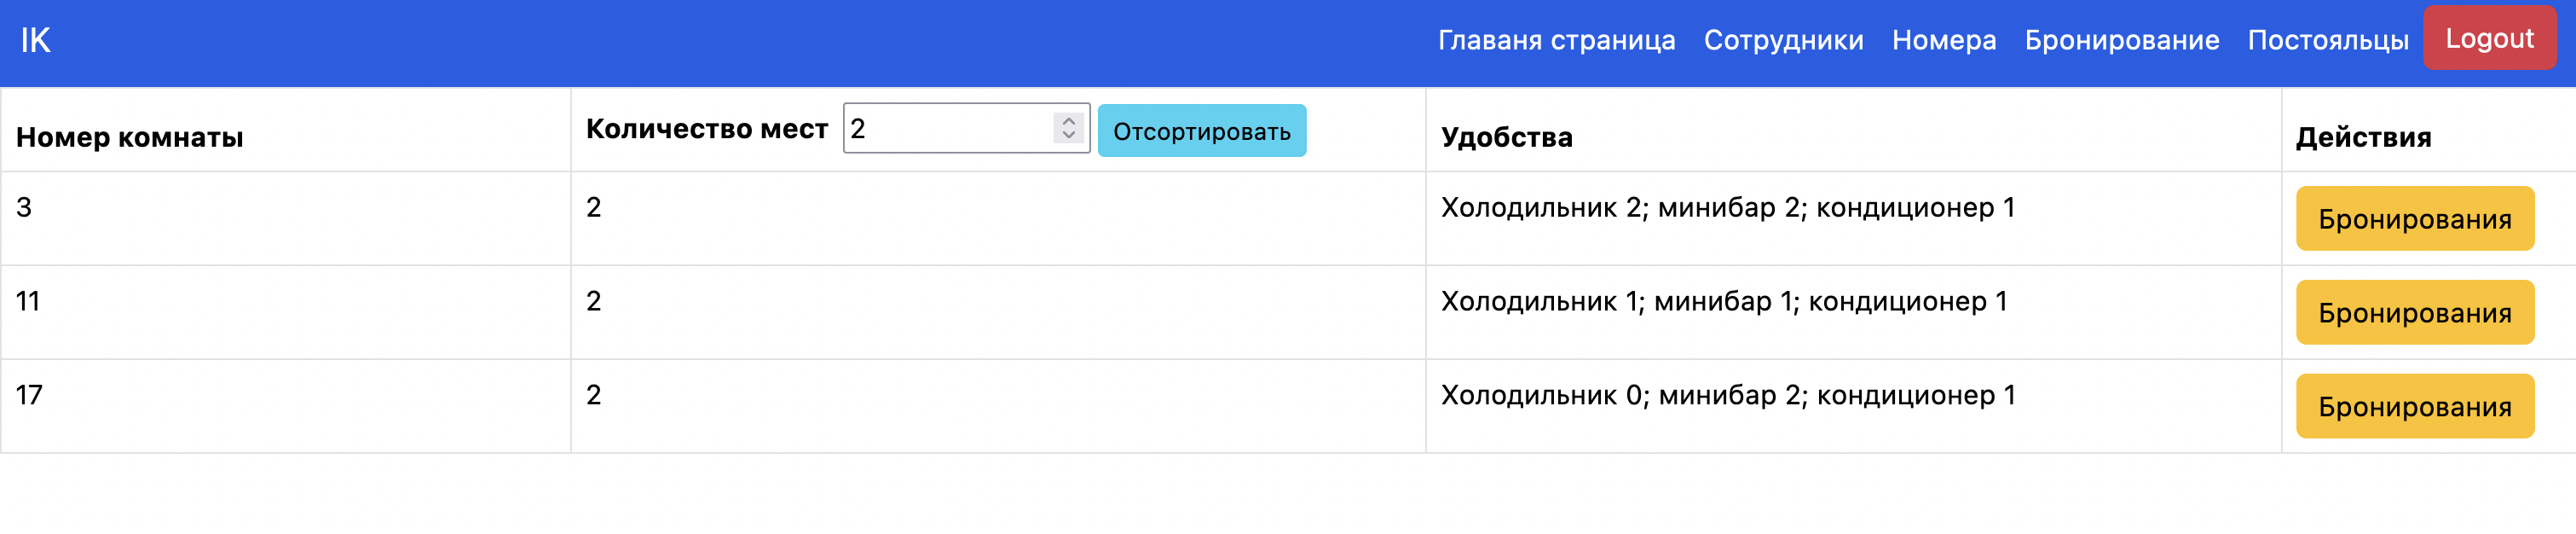 IK Главаня страница Сотрудники Номера Бронирование Постояльцы Logout
Номер комнаты Количество мест 2 Отсортировать Удобства Действия
3 2 Холодильник 2; минибар 2; кондиционер 1 Бронирования
11 2 Холодильник 1; минибар 1; кондиционер 1 Бронирования
17 2 Холодильник 0; минибар 2; кондиционер 1 Бронирования